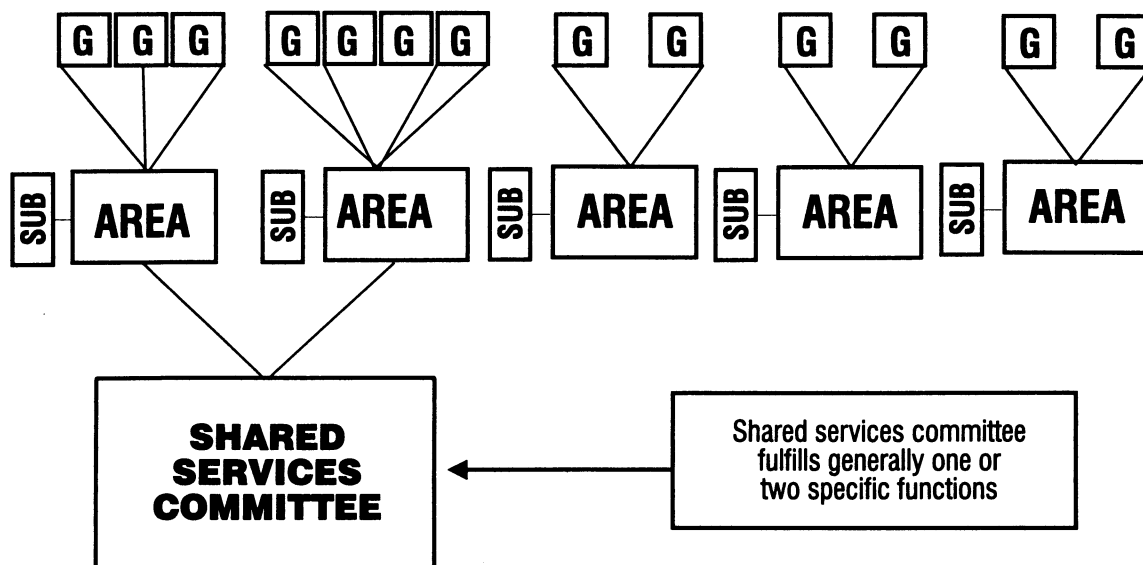 G G G G G G G G G G G G G
SUB AREA SUB AREA SUB AREA SUB AREA SUB AREA
SHARED
SERVICES
COMMITTEE
Shared services committee
fulfills generally one or
two specific functions